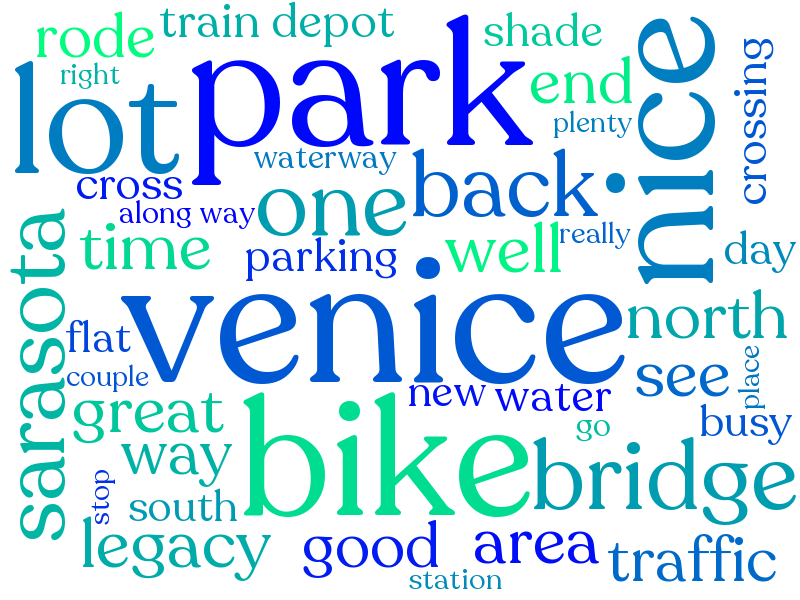 rode
train depot
shade
right
lot
park
end
nice
crossing
plenty
waterway
cross
along way
one
back
sarasota
time
parking
well
really
day
venice
north
flat
couple
new
water
see
place
great
bike
go
busy
way
bridge
stop
south
legacy
good
area
traffic
station